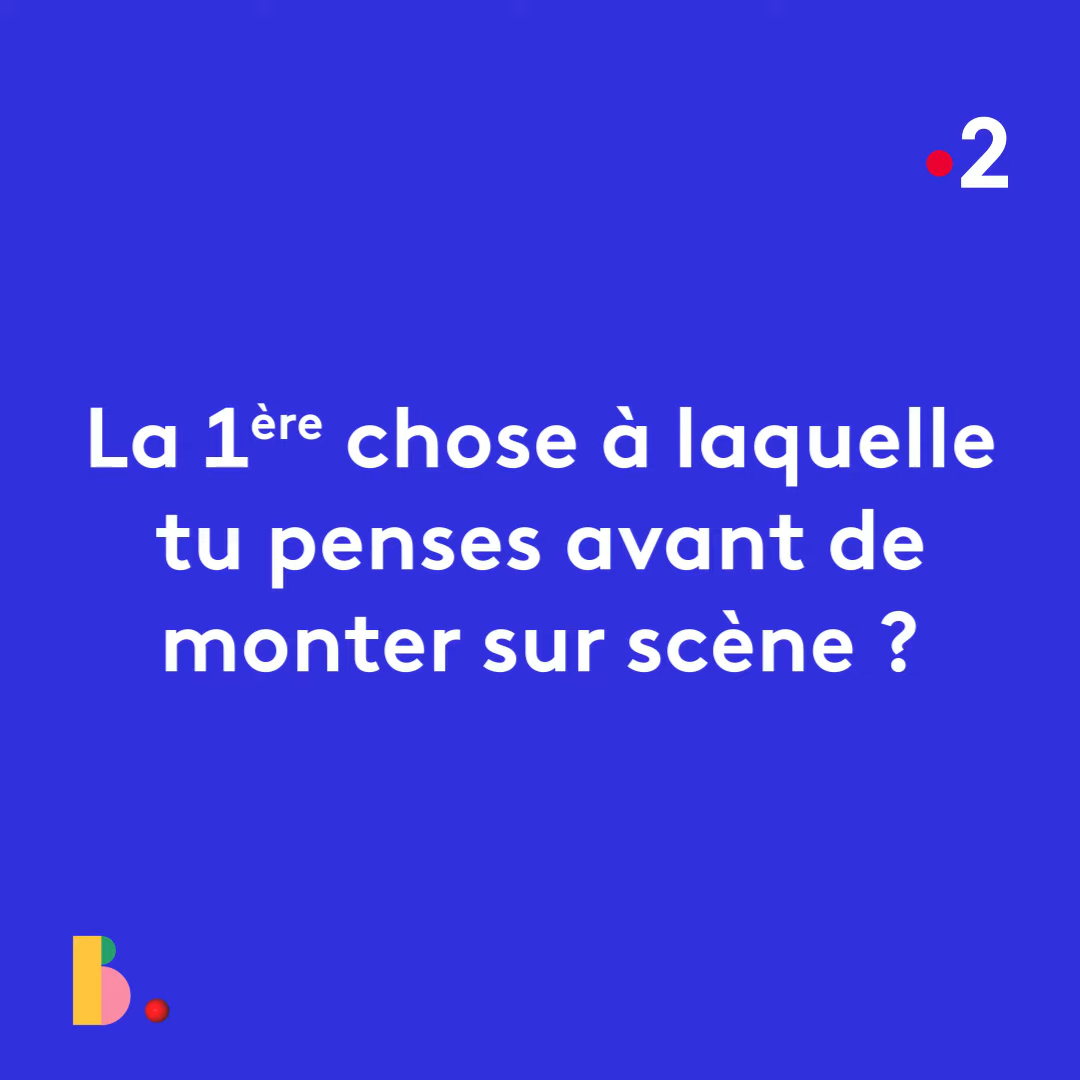 2
La 1ère chose à laquelle
tu penses avant de
monter sur scène ?
B.